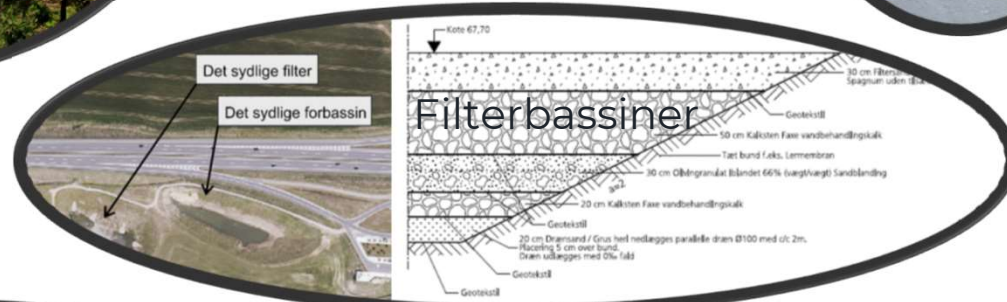 Det sydlige filter
Det sydlige forbassin
Filterbassiner
Kote 67,70
30 cm
Spagnum uden
Geotekstil
50 cm Kalksten Faxe vandbehandlingskalk
Tæt bund f.eks. Lermembran
30 cm Olivingranulat iblandet 66% (vægt/vægt) Sandblanding
a=2
20 cm Kalksten Faxe vandbehandlingskalk
Geotekstil
20 cm Drænsand / Grus heri nedlægges parallelle dræn Ø100 med c/c 2m.
Placering 5 cm over bund.
Dræn udlægges med 0‰ fald
Geotekstil
Geotekstil